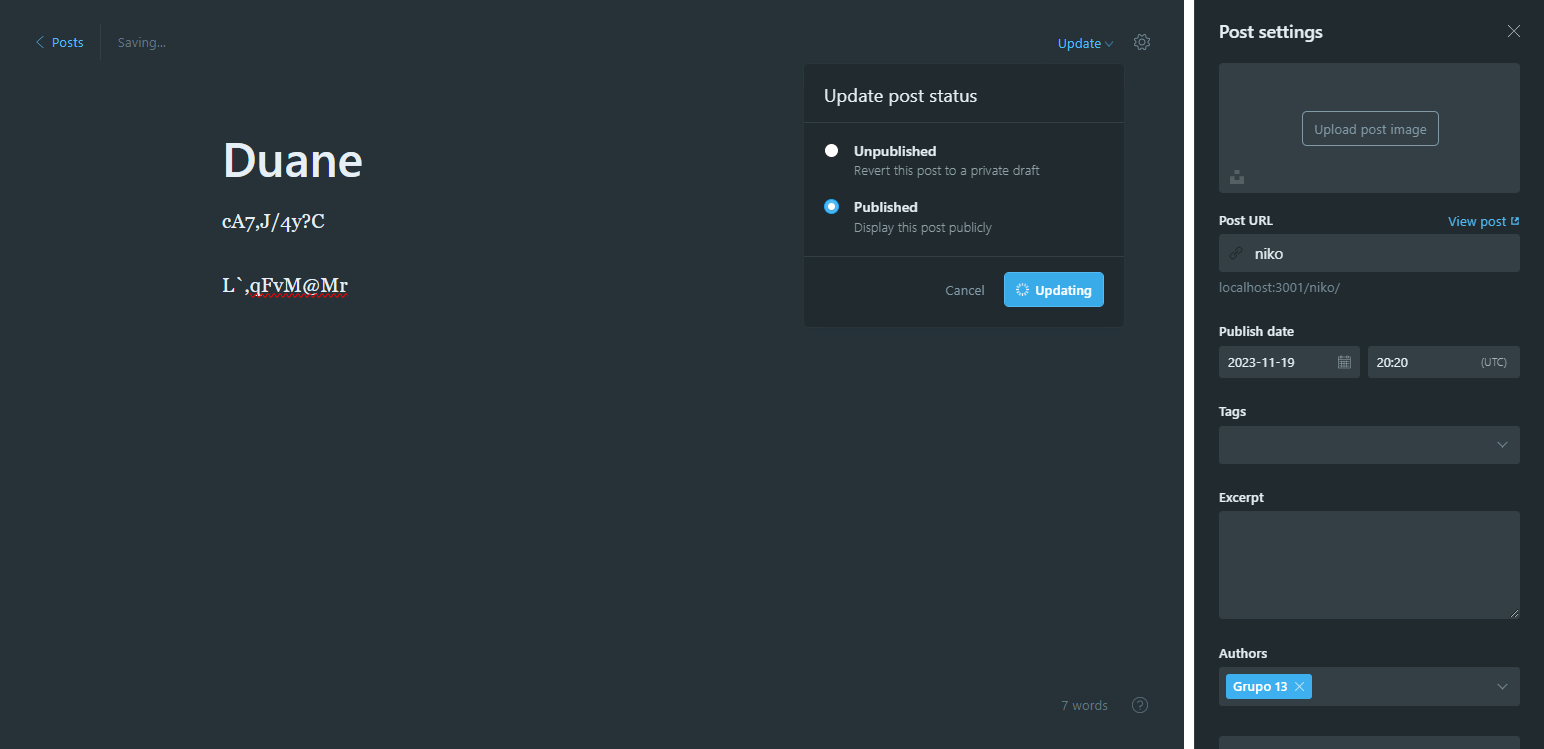 Posts
Saving...
Update
Update post status
Unpublished
Revert this post to a private draft
Published
Display this post publicly
Cancel
Updating
Duane
cA7,J/4y?C
L`,qFvM@Mr
7 words
?
Post settings
Upload post image
Post URL
View post
niko
localhost:3001/niko/
Publish date
2023-11-19
20:20
(UTC)
Tags
Excerpt
Authors
Grupo 13